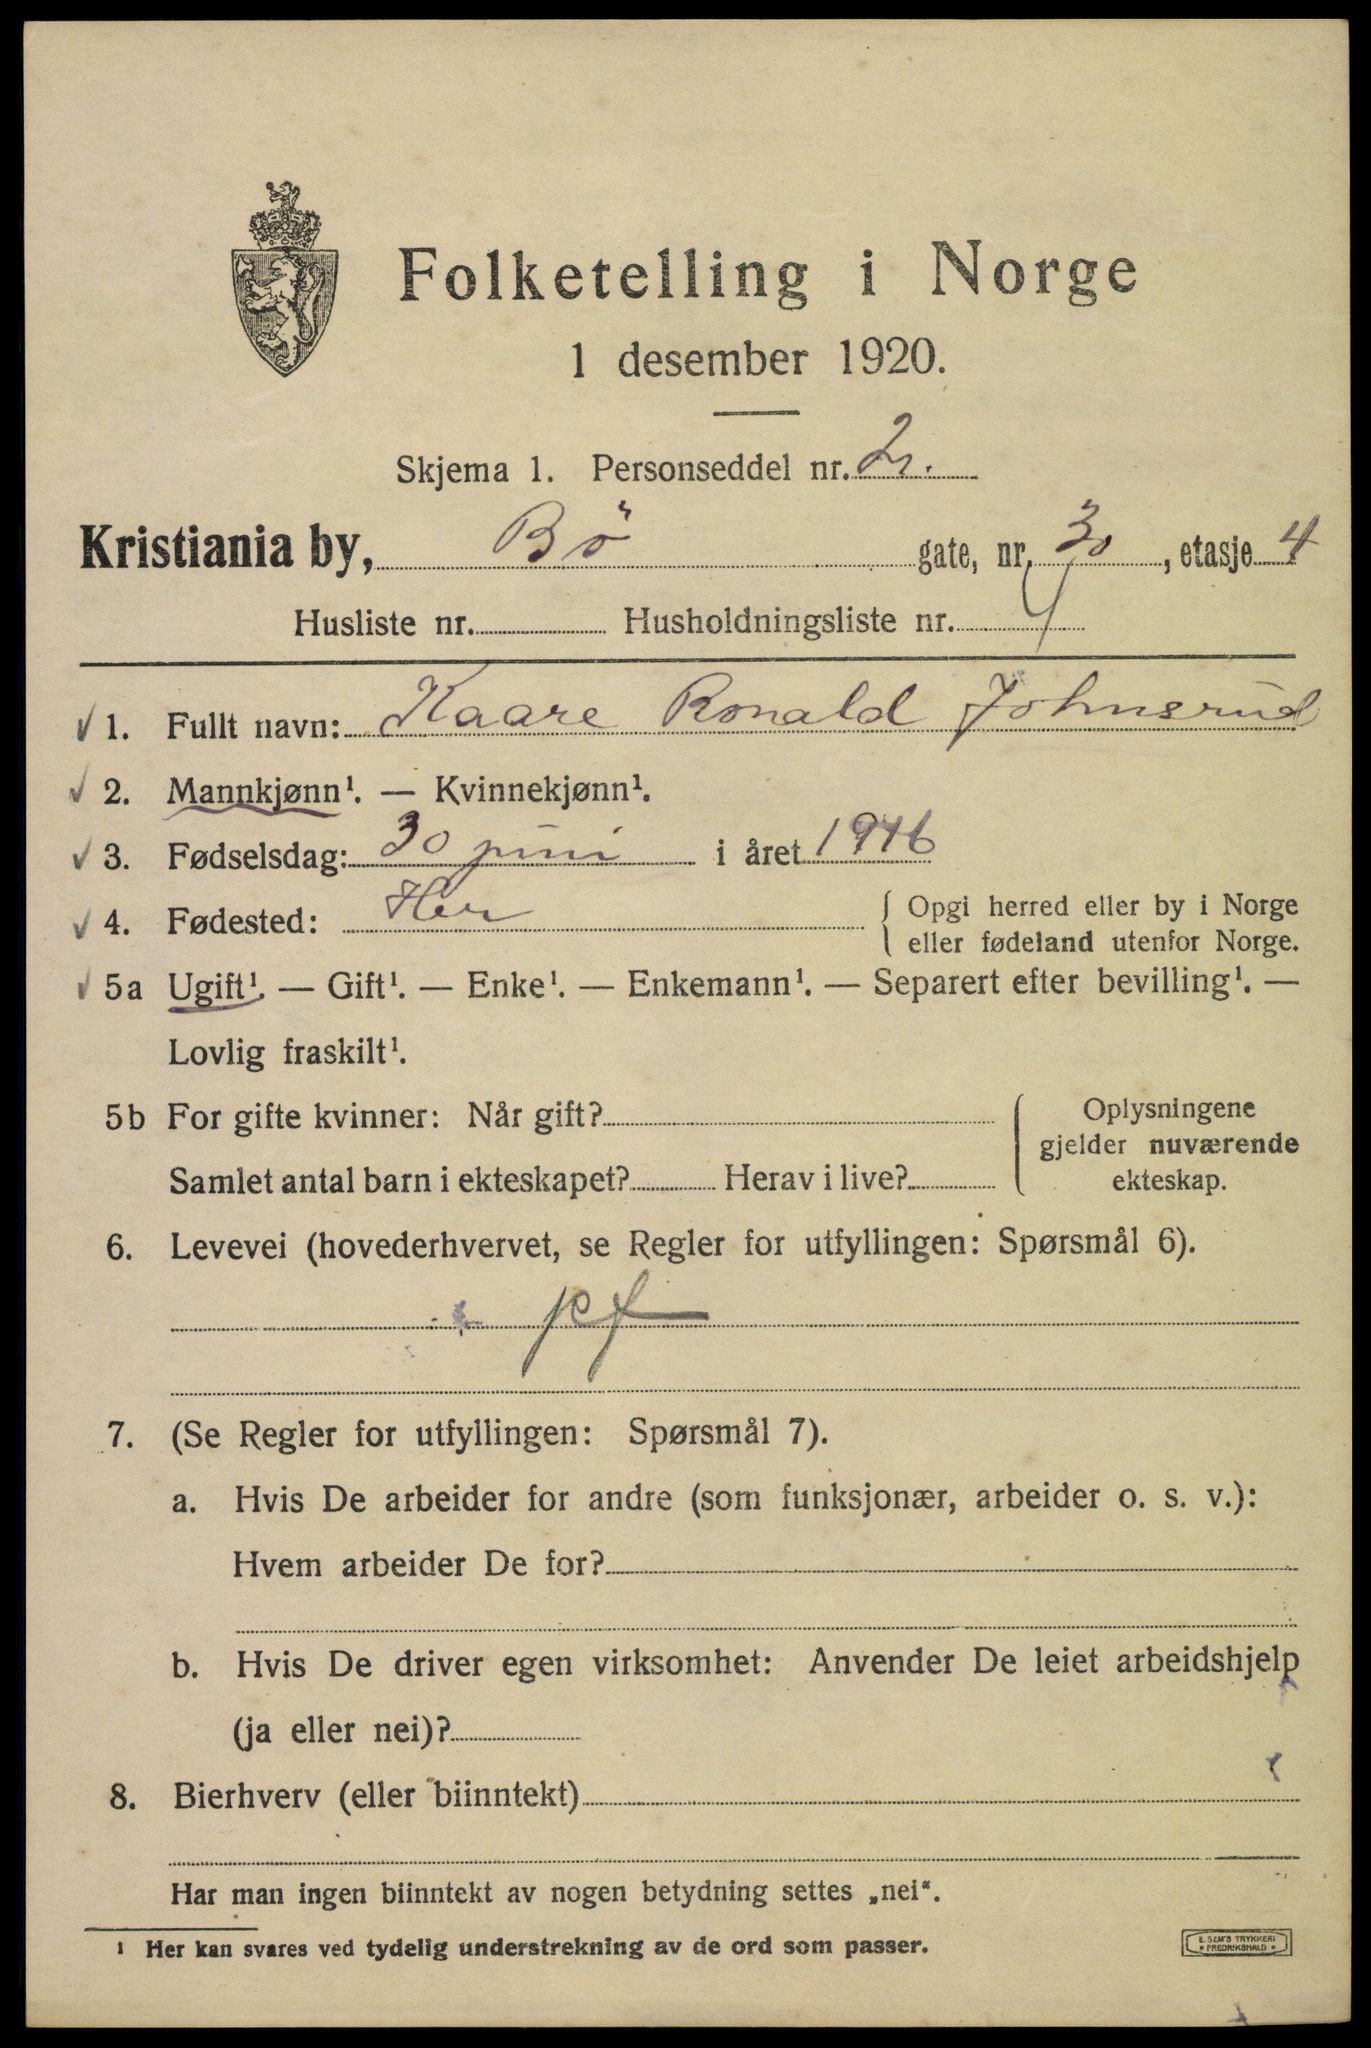 Folketelling i Norge
1 desember 1920.
Skjema 1. Personseddel nr. 2.
Kristiania by, Bö gate, nr. 30, etasje 4
Husliste nr. Husholdningsliste nr. 4
✓ 1. Fullt navn: Kaare Ronald Johnsrud
✓ 2. Mannkjønn¹. — Kvinnekjønn¹.
✓ 3. Fødselsdag: 30 juni i året 1916
✓ 4. Fødested: Her { Opgi herred eller by i Norge
eller fødeland utenfor Norge.
✓ 5a Ugift¹. — Gift¹. — Enke¹. — Enkemann¹. — Separert efter bevilling¹. —
Lovlig fraskilt¹.
5b For gifte kvinner: Når gift? { Oplysningene
gjelder nuværende
Samlet antal barn i ekteskapet? Herav i live? ekteskap.
6. Levevei (hovederhvervet, se Regler for utfyllingen: Spørsmål 6).
pf
7. (Se Regler for utfyllingen: Spørsmål 7).
a. Hvis De arbeider for andre (som funksjonær, arbeider o. s. v.):
Hvem arbeider De for?
b. Hvis De driver egen virksomhet: Anvender De leiet arbeidshjelp
(ja eller nei)?
8. Bierhverv (eller biinntekt)
Har man ingen biinntekt av nogen betydning settes „nei“.
¹ Her kan svares ved tydelig understrekning av de ord som passer.
E. SEM'S TRYKKERI
* FREDRIKSHALD *